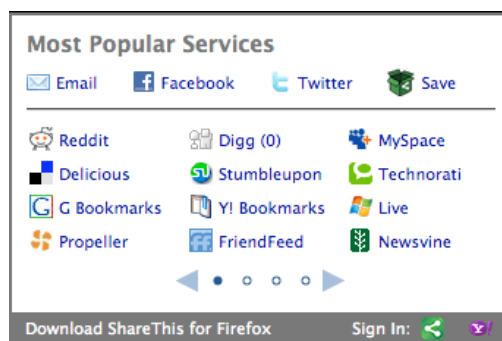 Most Popular Services
Email Facebook Twitter Save
Reddit Digg (0) MySpace
Delicious Stumbleupon Technorati
G Bookmarks Y! Bookmarks Live
Propeller FriendFeed Newsvine
Download ShareThis for Firefox Sign In: